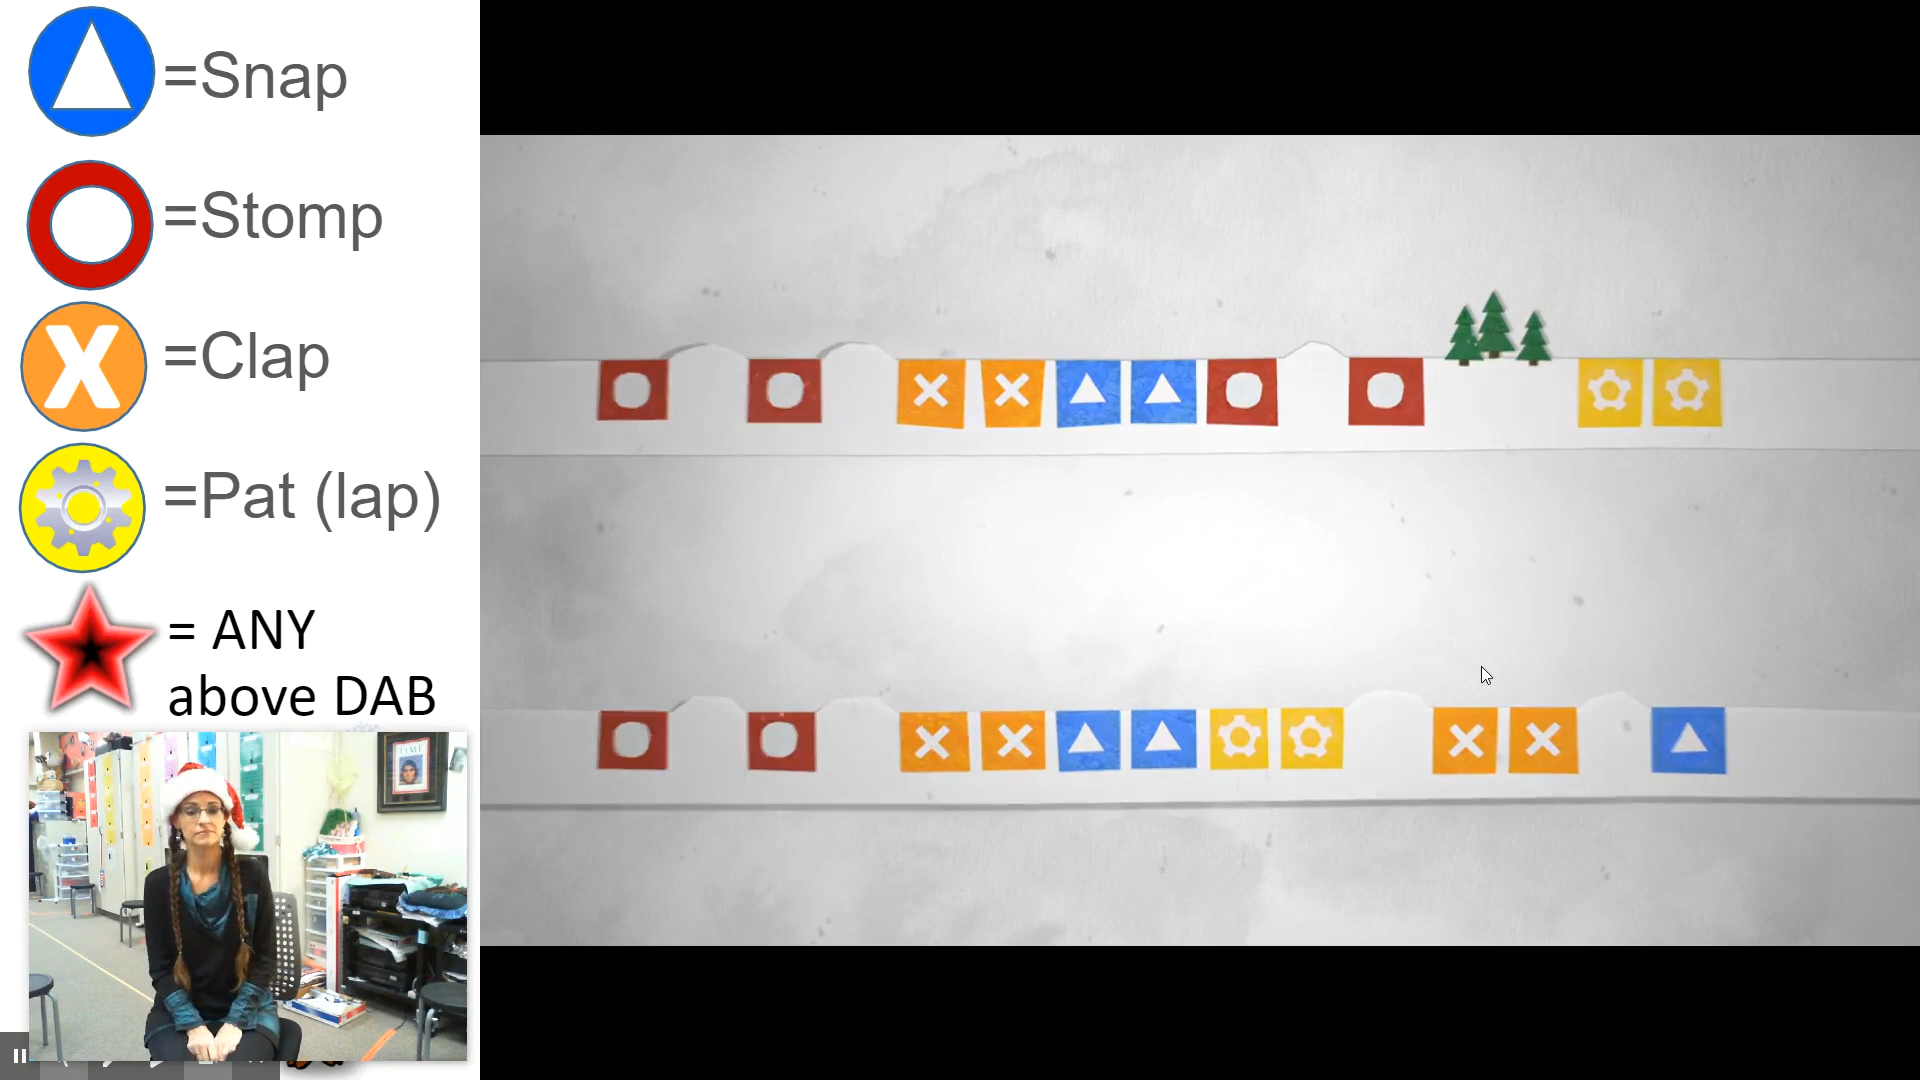 =Snap
=Stomp
X =Clap
=Pat (lap)
= ANY
above DAB